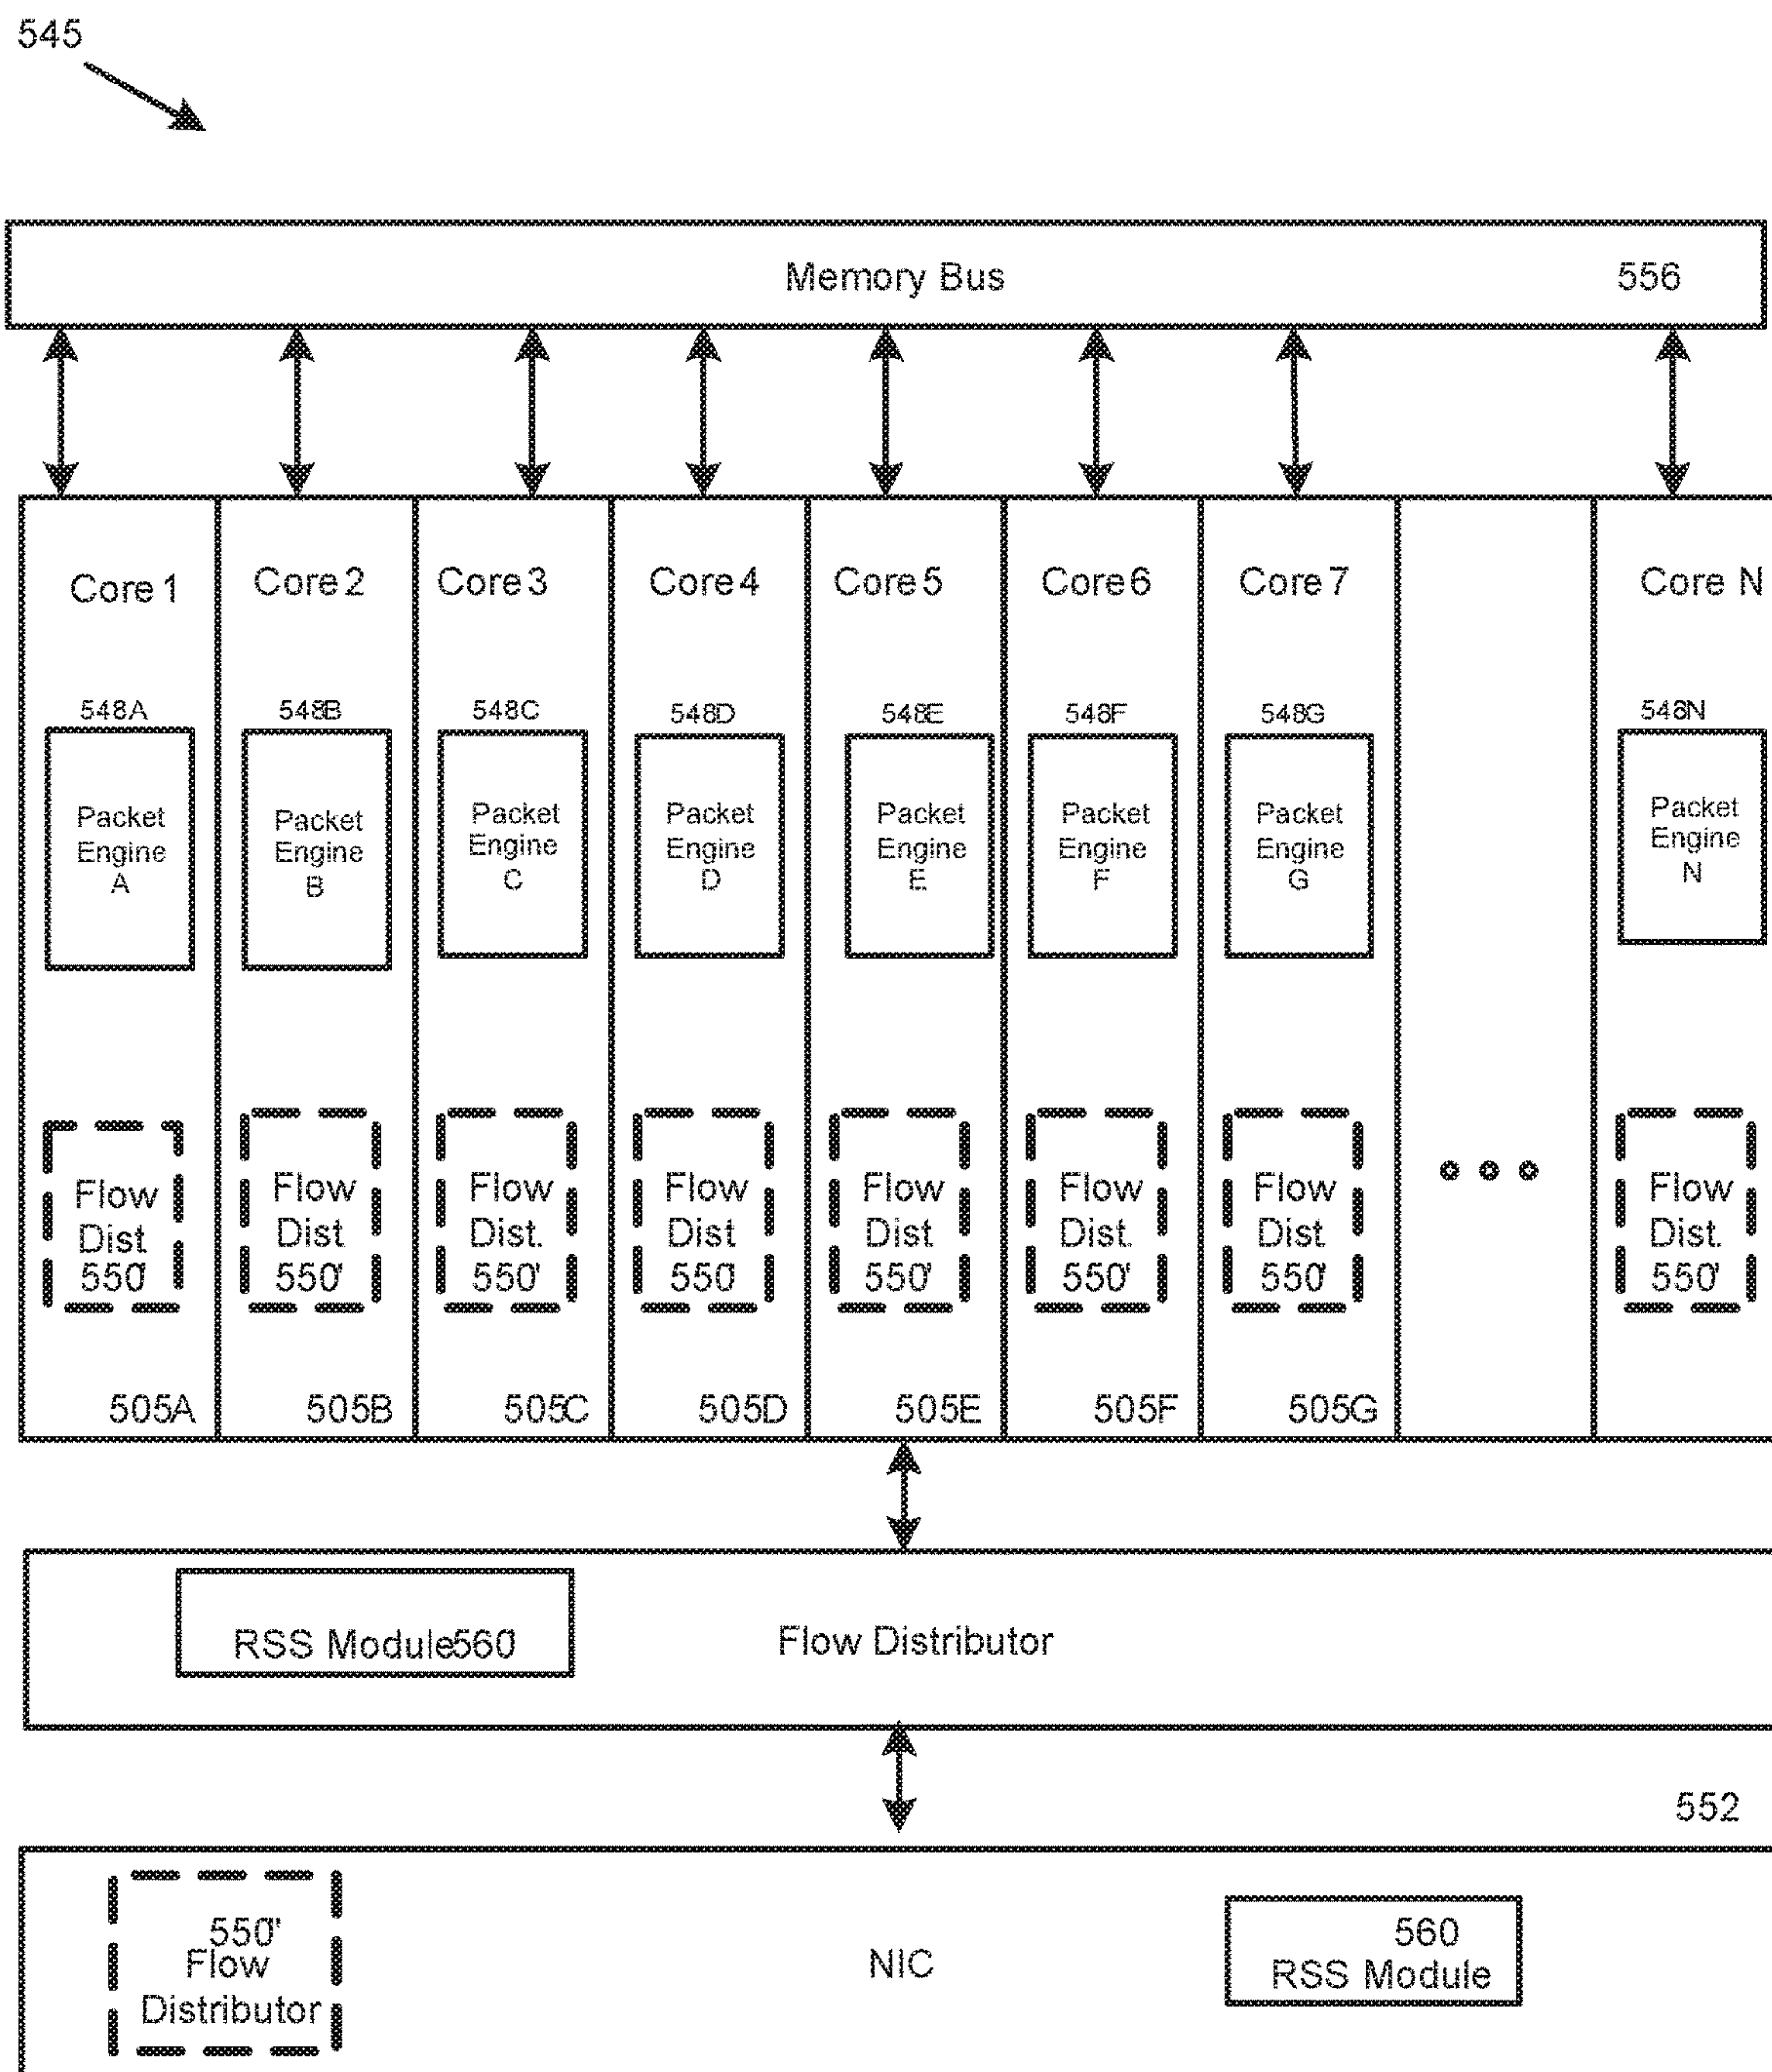 545
Memory Bus 556
Core 1 Core 2 Core 3 Core 4 Core 5 Core 6 Core 7 Core N
548A 548B 548C 548D 548E 548F 548G 548N
Packet Engine A
Packet Engine B
Packet Engine C
Packet Engine D
Packet Engine E
Packet Engine F
Packet Engine G
Packet Engine N
Flow Dist. 550'
Flow Dist 550'
Flow Dist. 550'
Flow Dist 550'
Flow Dist 550'
Flow Dist. 550'
Flow Dist. 550'
Flow Dist. 550'
505A 505B 505C 505D 505E 505F 505G
RSS Module 560' Flow Distributor
552
550"
Flow
Distributor
NIC
560
RSS Module